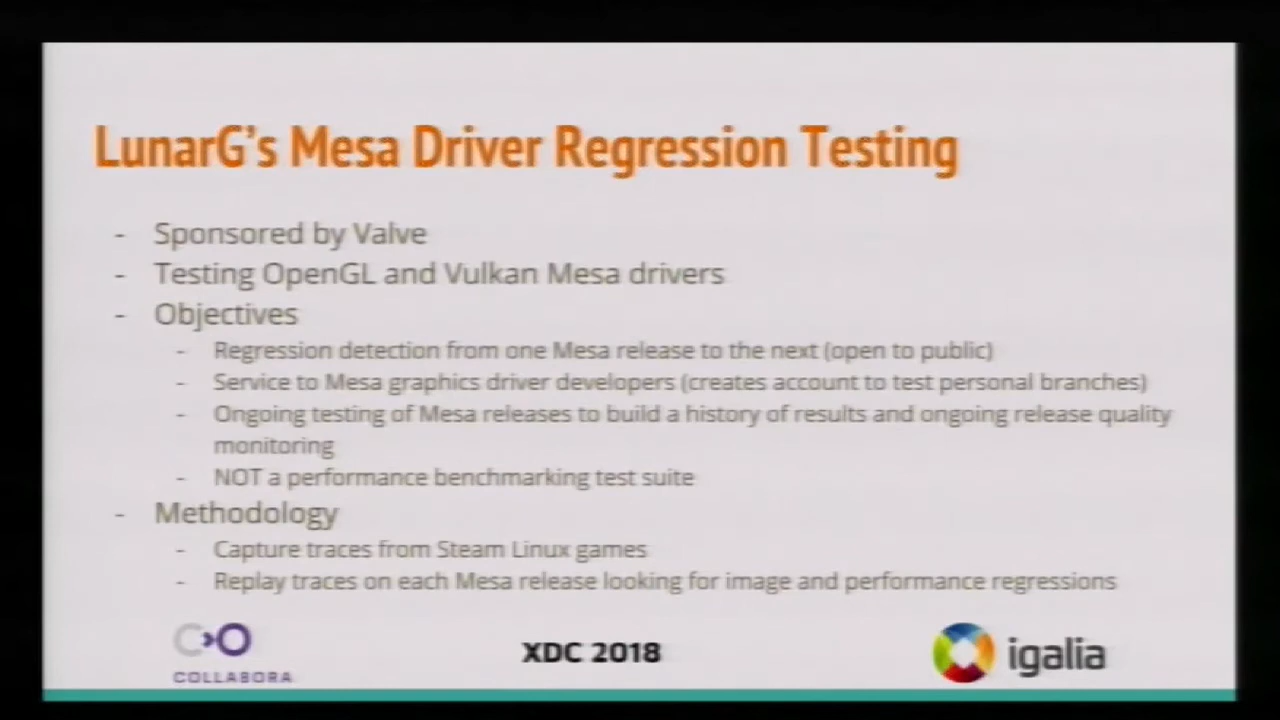 LunarG's Mesa Driver Regression Testing
- Sponsored by Valve
- Testing OpenGL and Vulkan Mesa drivers
- Objectives
- Regression detection from one Mesa release to the next (open to public)
- Service to Mesa graphics driver developers (creates account to test personal branches)
- Ongoing testing of Mesa releases to build a history of results and ongoing release quality
monitoring
- NOT a performance benchmarking test suite
- Methodology
- Capture traces from Steam Linux games
- Replay traces on each Mesa release looking for image and performance regressions
COLLABORA
XDC 2018
igalia